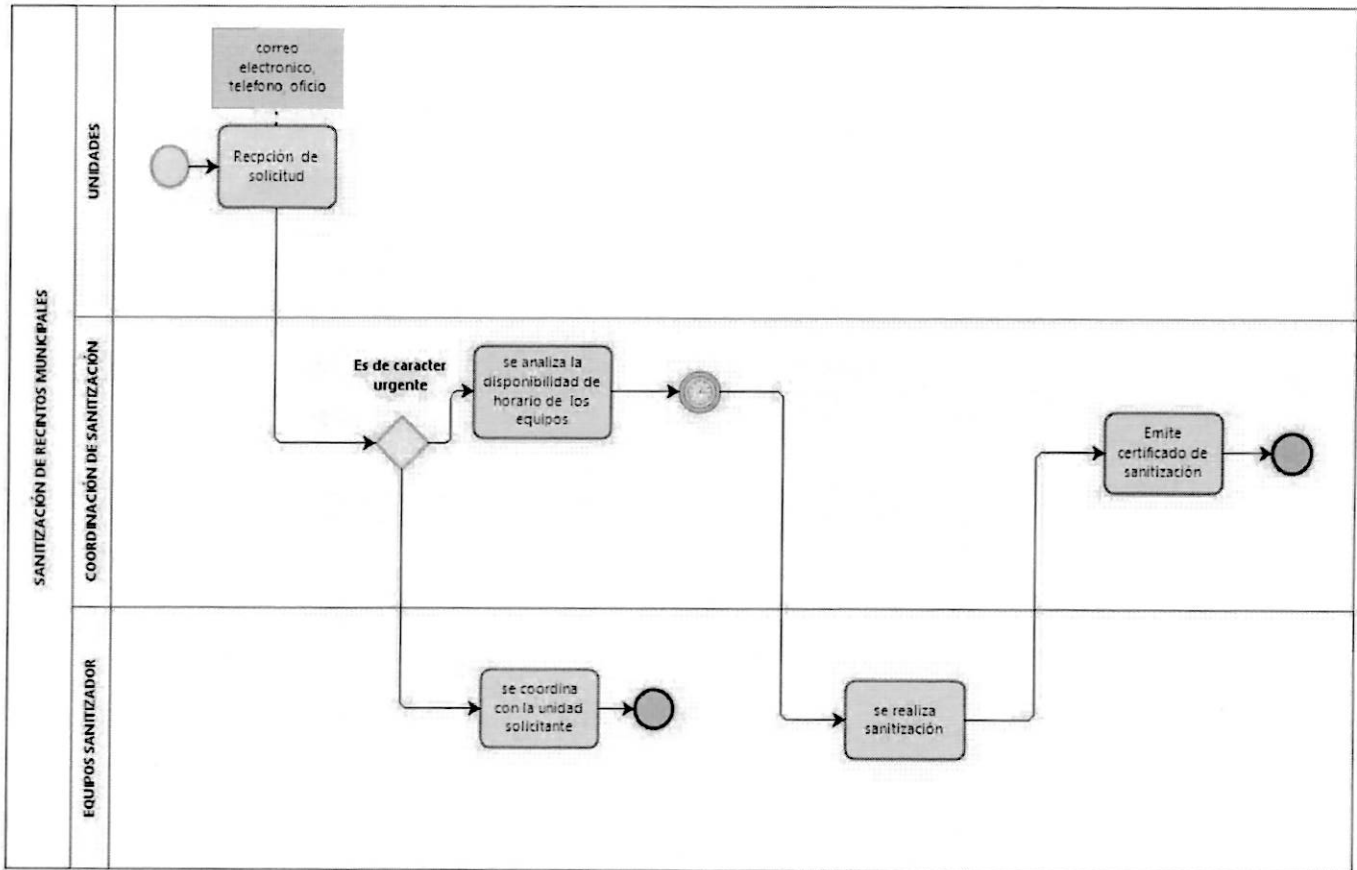 SANITIZACIÓN DE RECINTOS MUNICIPALES
UNIDADES
correo
electronico,
telefono, oficio
Recpción de
solicitud
COORDINACIÓN DE SANITIZACIÓN
Es de caracter
urgente
se analiza la
disponibilidad de
horario de los
equipos
Emite
certificado de
sanitización
EQUIPOS SANITIZADOR
se coordina
con la unidad
solicitante
se realiza
sanitización